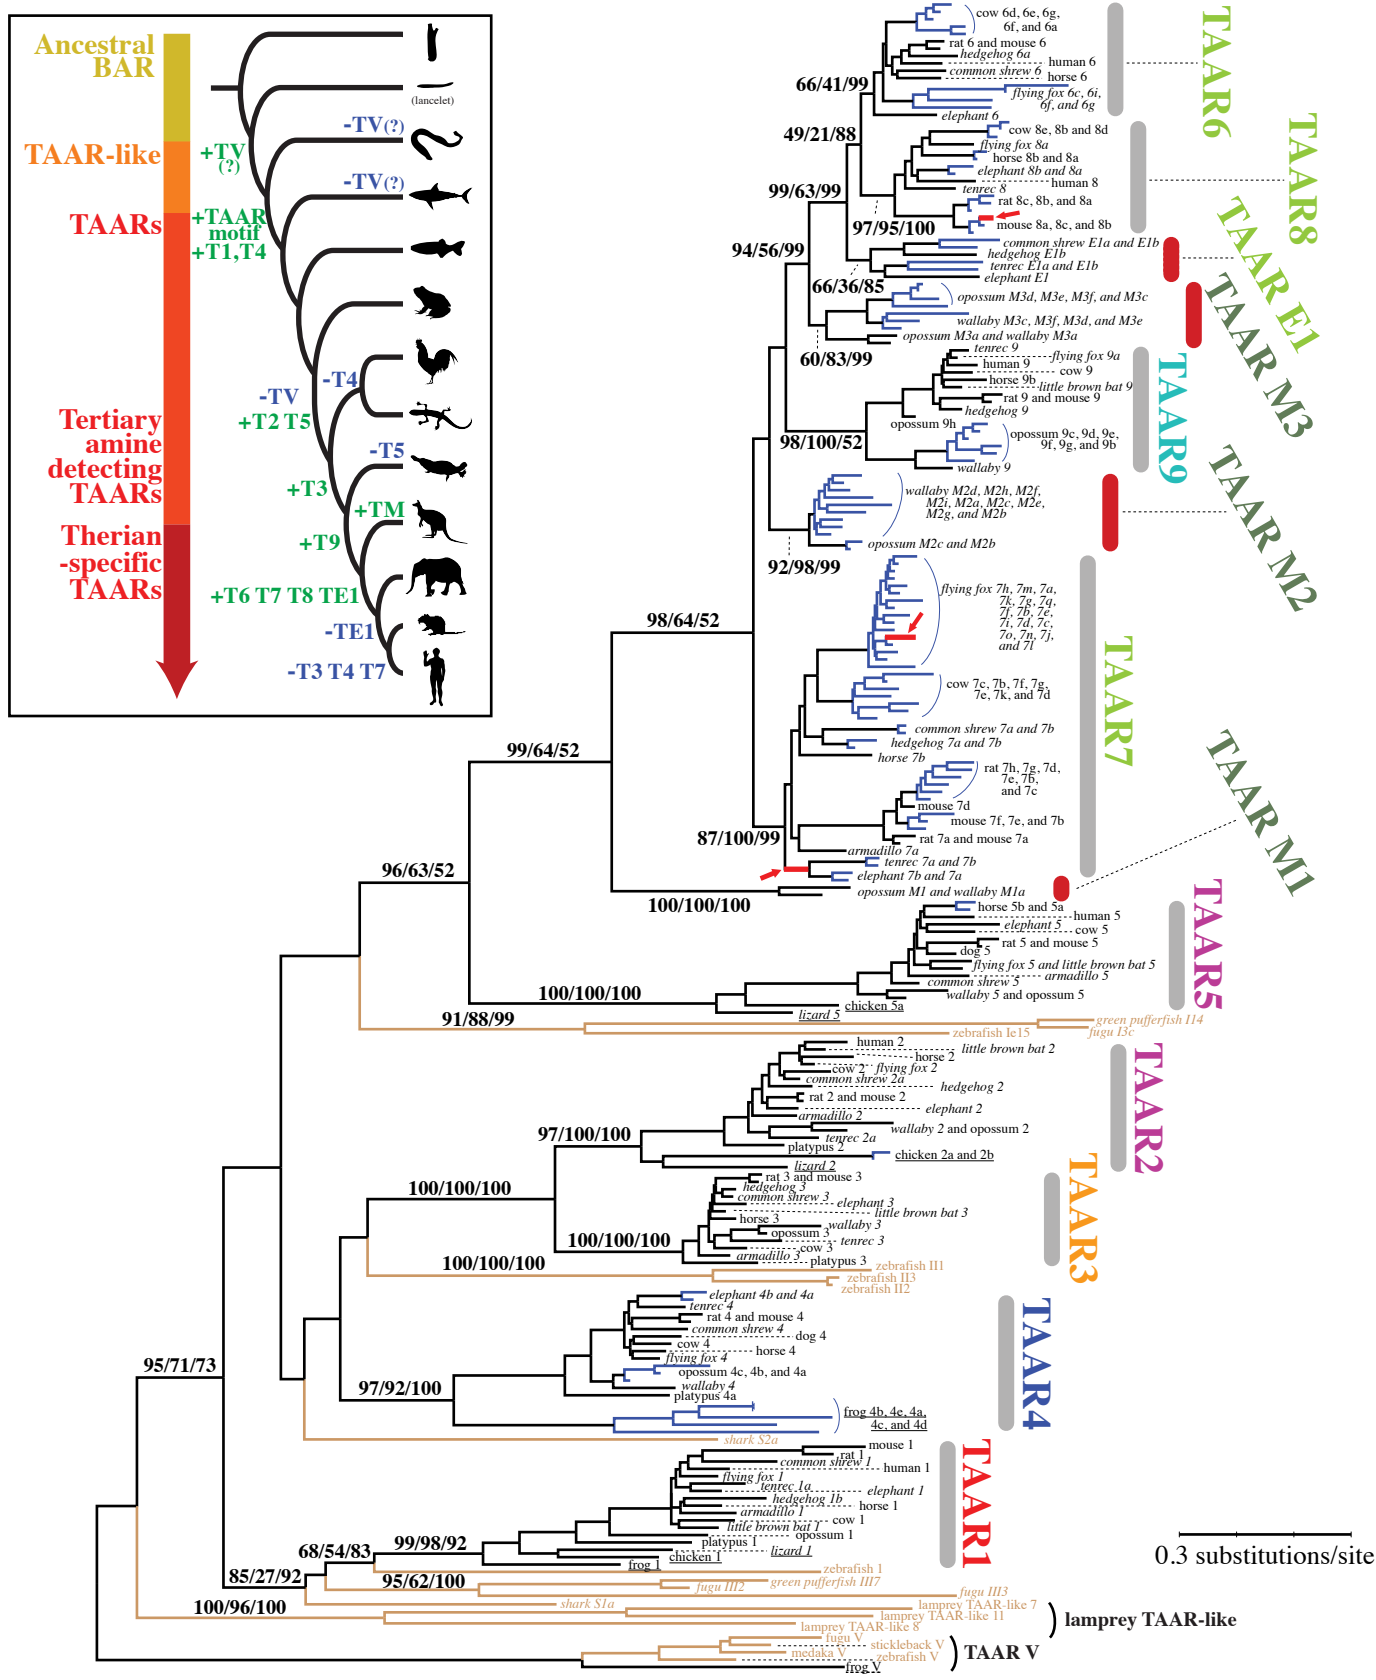 Ancestral
BAR
TAAR-like
TAARs
Tertiary
amine
detecting
TAARs
Therian
-specific
TAARs
(lancelet)
-TV(?)
+TV
(?)
-TV(?)
+TAAR
motif
+T1,T4
-T4
-TV
+T2 T5
-T5
+T3
+TM
+T9
+T6 T7 T8 TE1
-TE1
-T3 T4 T7
cow 6d, 6e, 6g,
6f, and 6a
rat 6 and mouse 6
hedgehog 6a
human 6
common shrew 6
horse 6
flying fox 6c, 6i,
6f, and 6g
elephant 6
66/41/99
TAAR6
49/21/88
cow 8e, 8b and 8d
flying fox 8a
horse 8b and 8a
elephant 8b and 8a
human 8
tenrec 8
rat 8c, 8b, and 8a
mouse 8a, 8c, and 8b
97/95/100
TAAR8
99/63/99
common shrew E1a and E1b
hedgehog E1b
tenrec E1a and E1b
elephant E1
66/36/85
TAAR E1
94/56/99
opossum M3d, M3e, M3f, and M3c
wallaby M3c, M3f, M3d, and M3e
opossum M3a and wallaby M3a
60/83/99
TAAR M3
tenrec 9
flying fox 9a
human 9
cow 9
horse 9b
little brown bat 9
rat 9 and mouse 9
hedgehog 9
opossum 9h
opossum 9c, 9d, 9e,
9f, 9g, and 9b
wallaby 9
98/100/52
TAAR9
wallaby M2d, M2h, M2f,
M2i, M2a, M2c, M2e,
M2g, and M2b
opossum M2c and M2b
92/98/99
TAAR M2
98/64/52
flying fox 7h, 7m, 7a,
7k, 7g, 7q,
7f, 7b, 7e,
7i, 7d, 7c,
7o, 7n, 7j,
and 7l
cow 7c, 7b, 7f, 7g,
7e, 7k, and 7d
common shrew 7a and 7b
hedgehog 7a and 7b
horse 7b
rat 7h, 7g, 7d,
7e, 7b,
and 7c
mouse 7d
mouse 7f, 7e, and 7b
rat 7a and mouse 7a
armadillo 7a
tenrec 7a and 7b
elephant 7b and 7a
87/100/99
TAAR7
99/64/52
opossum M1 and wallaby M1a
100/100/100
TAAR M1
96/63/52
horse 5b and 5a
human 5
elephant 5
cow 5
rat 5 and mouse 5
dog 5
flying fox 5 and little brown bat 5
armadillo 5
common shrew 5
wallaby 5 and opossum 5
chicken 5a
lizard 5
100/100/100
TAAR5
91/88/99
green pufferfish I14
fugu I3c
zebrafish Ie15
human 2
little brown bat 2
horse 2
cow 2
flying fox 2
common shrew 2a
hedgehog 2
rat 2 and mouse 2
elephant 2
armadillo 2
wallaby 2 and opossum 2
tenrec 2a
platypus 2
chicken 2a and 2b
lizard 2
97/100/100
TAAR2
100/100/100
rat 3 and mouse 3
hedgehog 3
common shrew 3
elephant 3
little brown bat 3
horse 3
wallaby 3
opossum 3
tenrec 3
cow 3
armadillo 3
platypus 3
100/100/100
TAAR3
100/100/100
zebrafish II1
zebrafish II3
zebrafish II2
elephant 4b and 4a
tenrec 4
rat 4 and mouse 4
common shrew 4
dog 4
cow 4
horse 4
flying fox 4
opossum 4c, 4b, and 4a
wallaby 4
platypus 4a
frog 4b, 4e, 4a,
4c, and 4d
97/92/100
TAAR4
95/71/73
shark S2a
mouse 1
rat 1
common shrew 1
human 1
flying fox 1
tenrec 1a
elephant 1
hedgehog 1b
horse 1
armadillo 1
cow 1
little brown bat 1
opossum 1
platypus 1
lizard 1
chicken 1
frog 1
99/98/92
TAAR1
68/54/83
zebrafish 1
85/27/92
95/62/100
green pufferfish III7
fugu III2
fugu III3
shark S1a
100/96/100
lamprey TAAR-like 7
lamprey TAAR-like 11
lamprey TAAR-like 8
lamprey TAAR-like
fugu V
stickleback V
medaka V
zebrafish V
frog V
TAAR V
0.3 substitutions/site